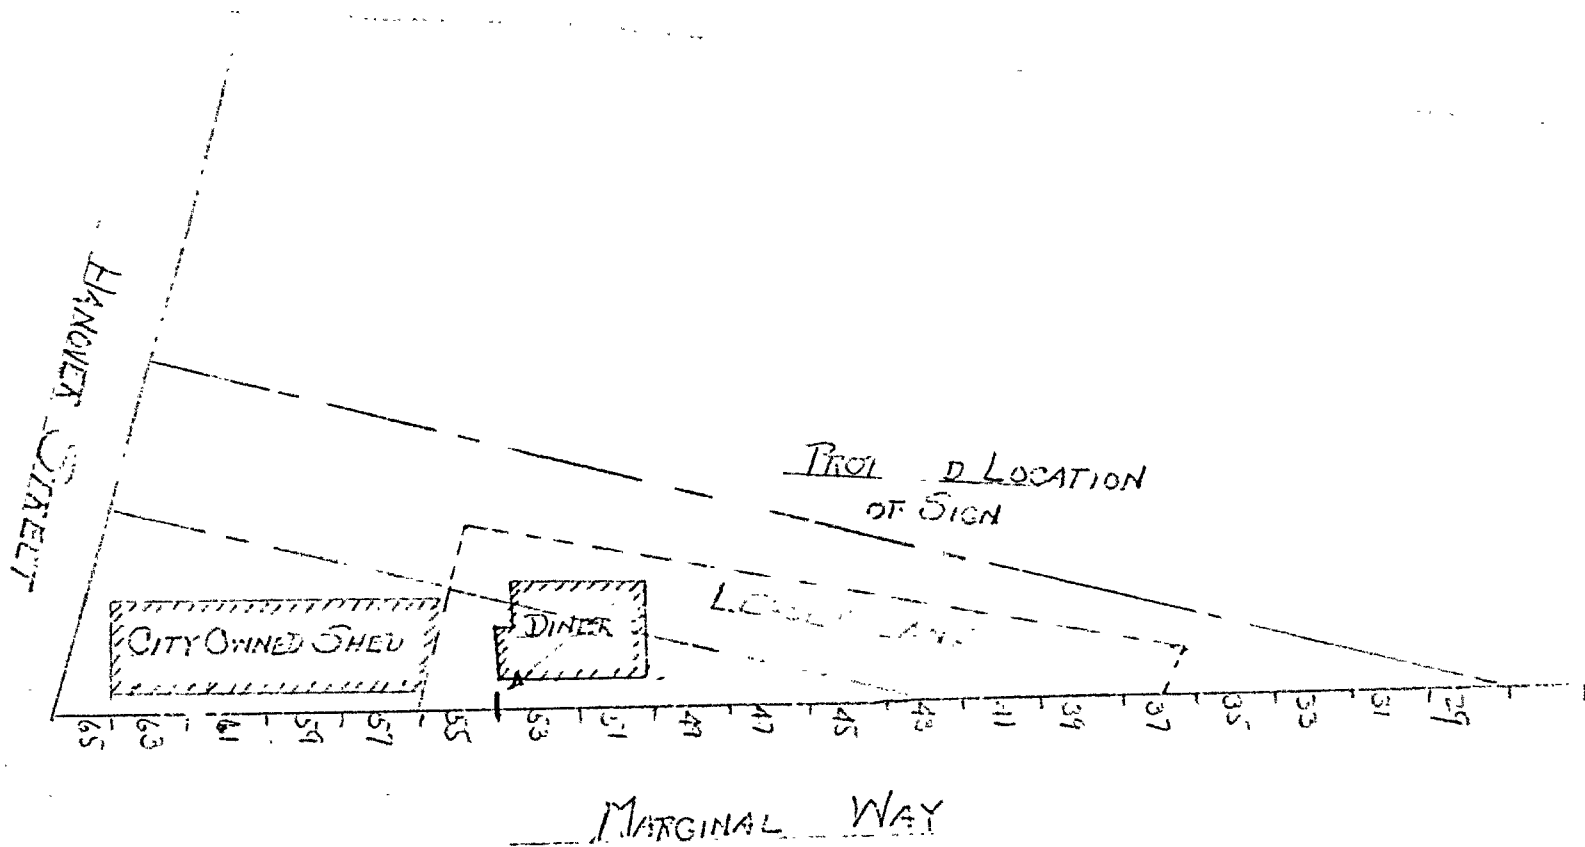 HANOVER STREET
D LOCATION
OF SIGN
CITY OWNED SHED
DINER
65 63 61 59 57 55 53 51 49 47 45 43 41 39 37 35 33 31 29
MARGINAL WAY